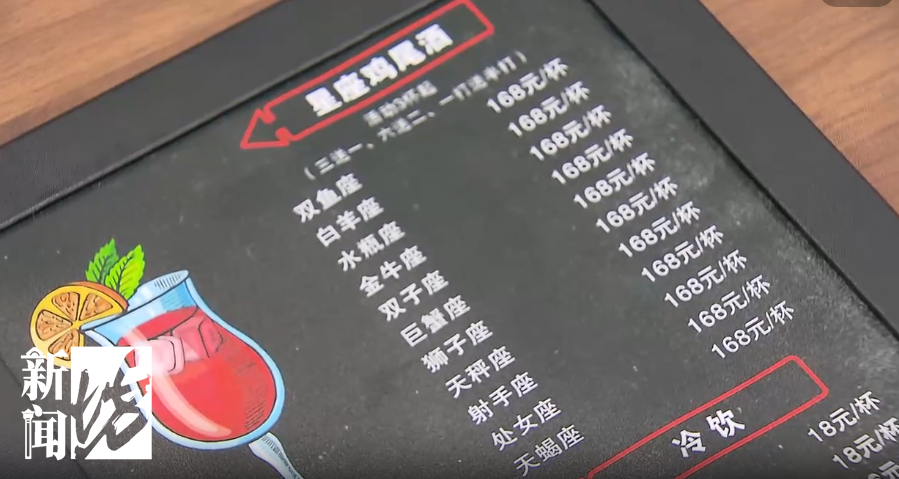 星座鸡尾酒
活动3杯起
（三送一、六送二、一打送半打）
双鱼座 168元/杯
白羊座 168元/杯
水瓶座 168元/杯
金牛座 168元/杯
双子座 168元/杯
巨蟹座 168元/杯
狮子座 168元/杯
天秤座 168元/杯
射手座 168元/杯
处女座 168元/杯
天蝎座 168元/杯
冷饮
18元/杯
18元/杯
新闻坊